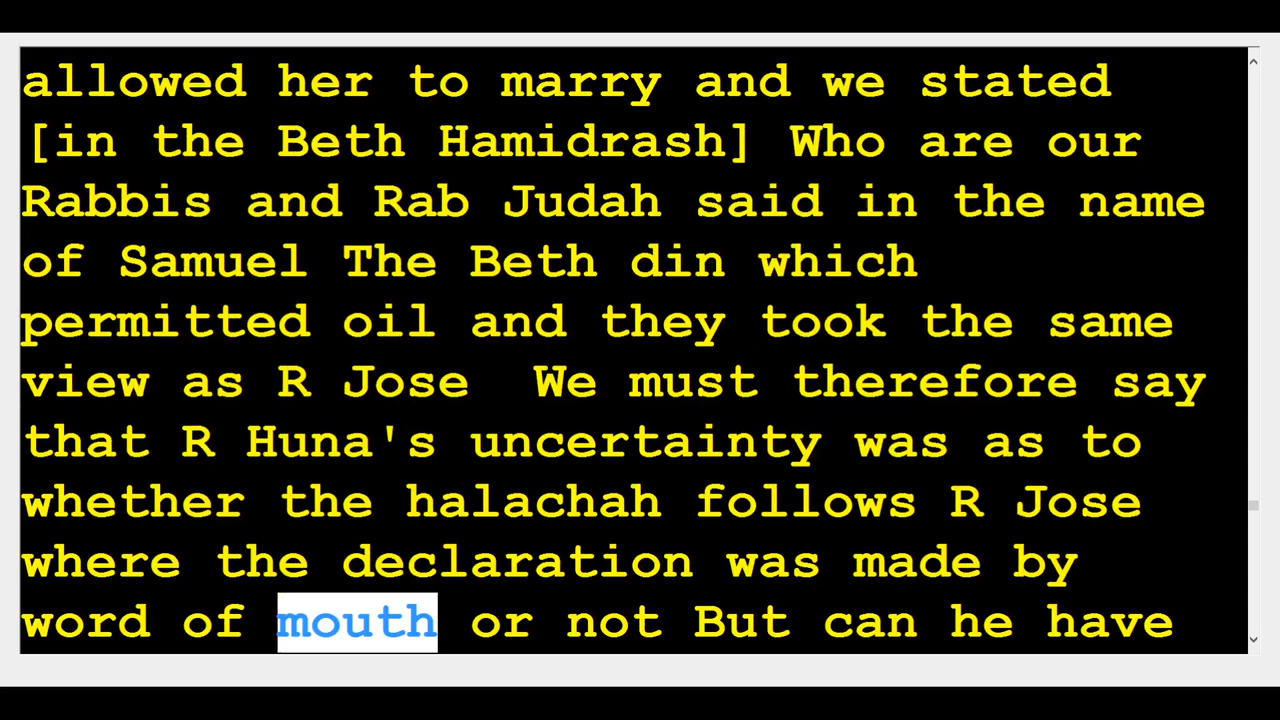 allowed her to marry and we stated
[in the Beth Hamidrash] Who are our
Rabbis and Rab Judah said in the name
of Samuel The Beth din which
permitted oil and they took the same
view as R Jose  We must therefore say
that R Huna's uncertainty was as to
whether the halachah follows R Jose
where the declaration was made by
word of mouth or not But can he have